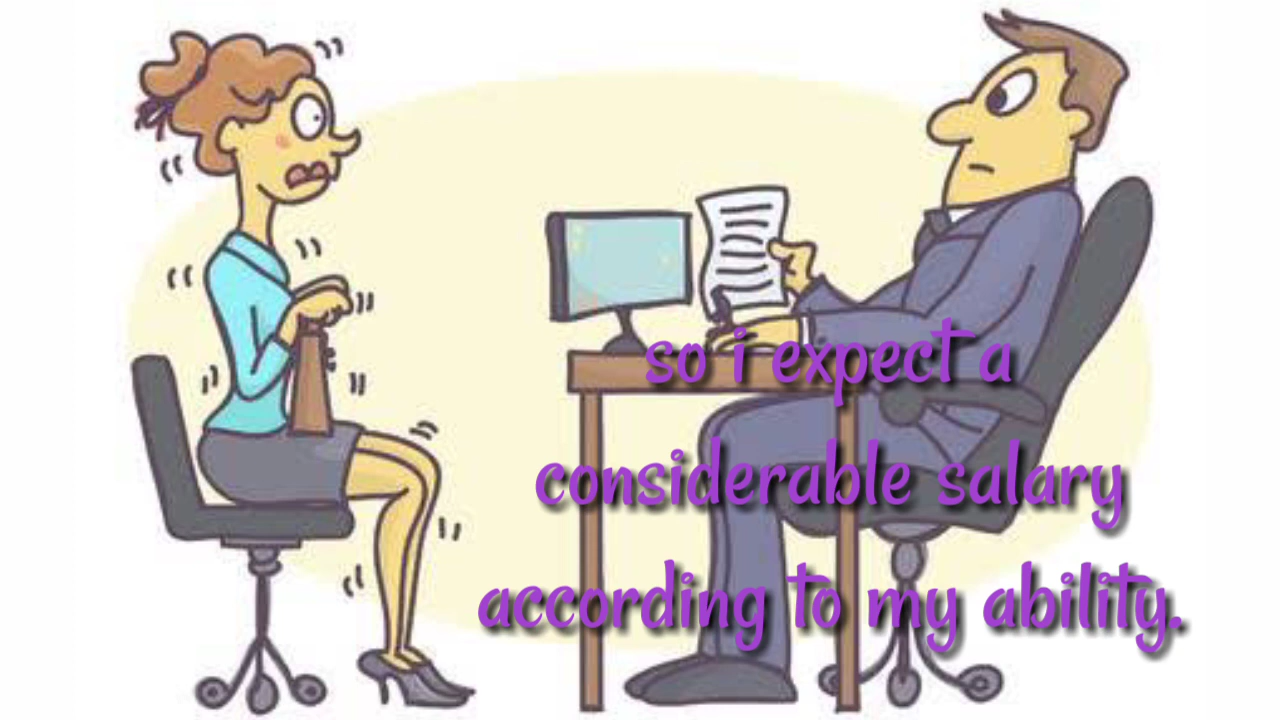 so i expect a
considerable salary
according to my ability.